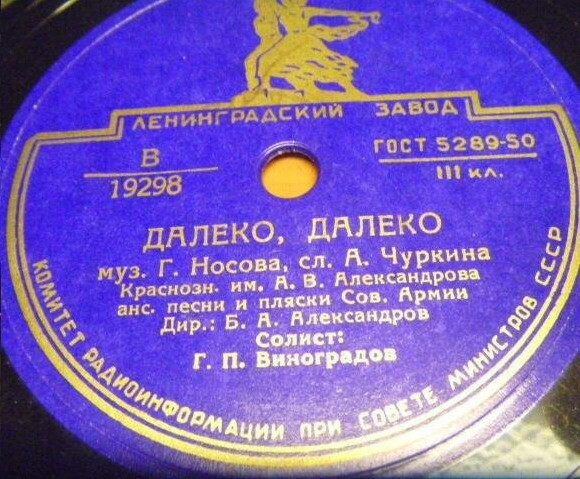 ЛЕНИНГРАДСКИЙ ЗАВОД
В
19298
ГОСТ 5289-50
III кл.
ДАЛЕКО, ДАЛЕКО
муз. Г. Носова, сл. А. Чуркина
Краснозн. им. А. В. Александрова
анс. песни и пляски Сов. Армии
Дир.: Б. А. Александров
Солист:
Г. П. Виноградов
КОМИТЕТ РАДИОИНФОРМАЦИИ ПРИ СОВЕТЕ МИНИСТРОВ СССР